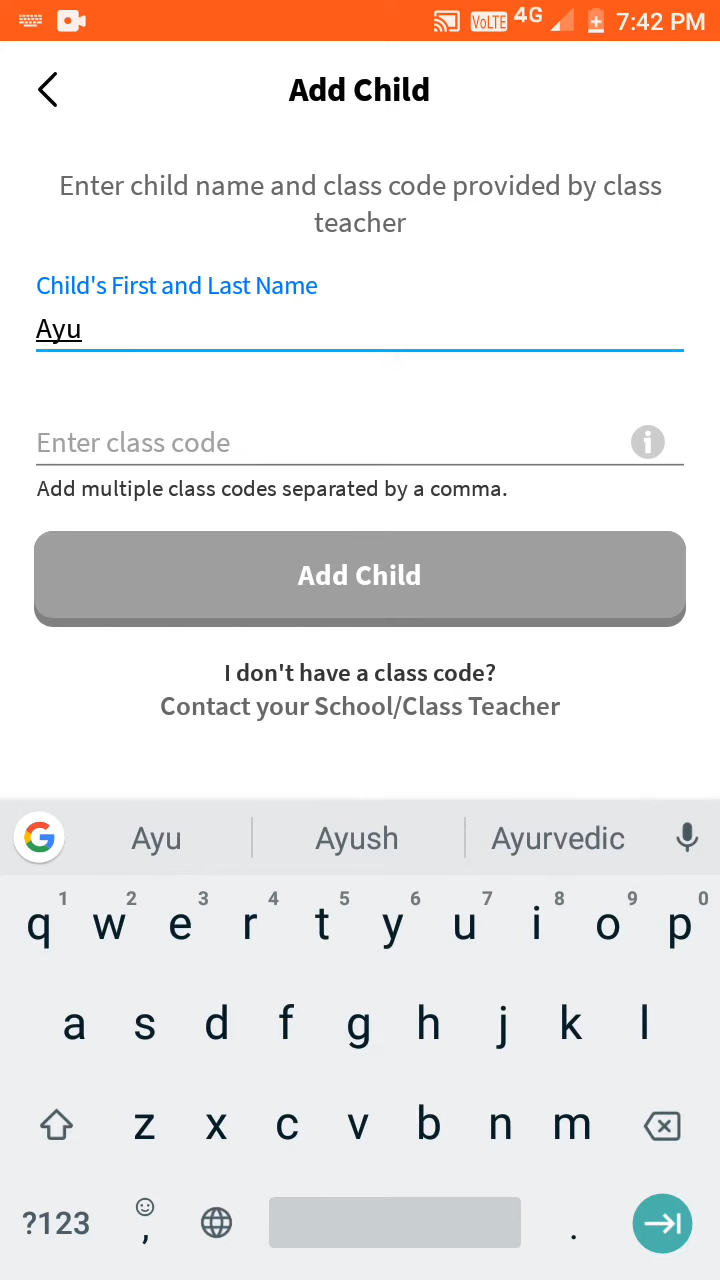 VoLTE 4G 7:42 PM
Add Child
Enter child name and class code provided by class
teacher
Child's First and Last Name
Ayu
Enter class code
Add multiple class codes separated by a comma.
Add Child
I don't have a class code?
Contact your School/Class Teacher
Ayu Ayush Ayurvedic
1 2 3 4 5 6 7 8 9 0
q w e r t y u i o p
a s d f g h j k l
z x c v b n m
?123 , .